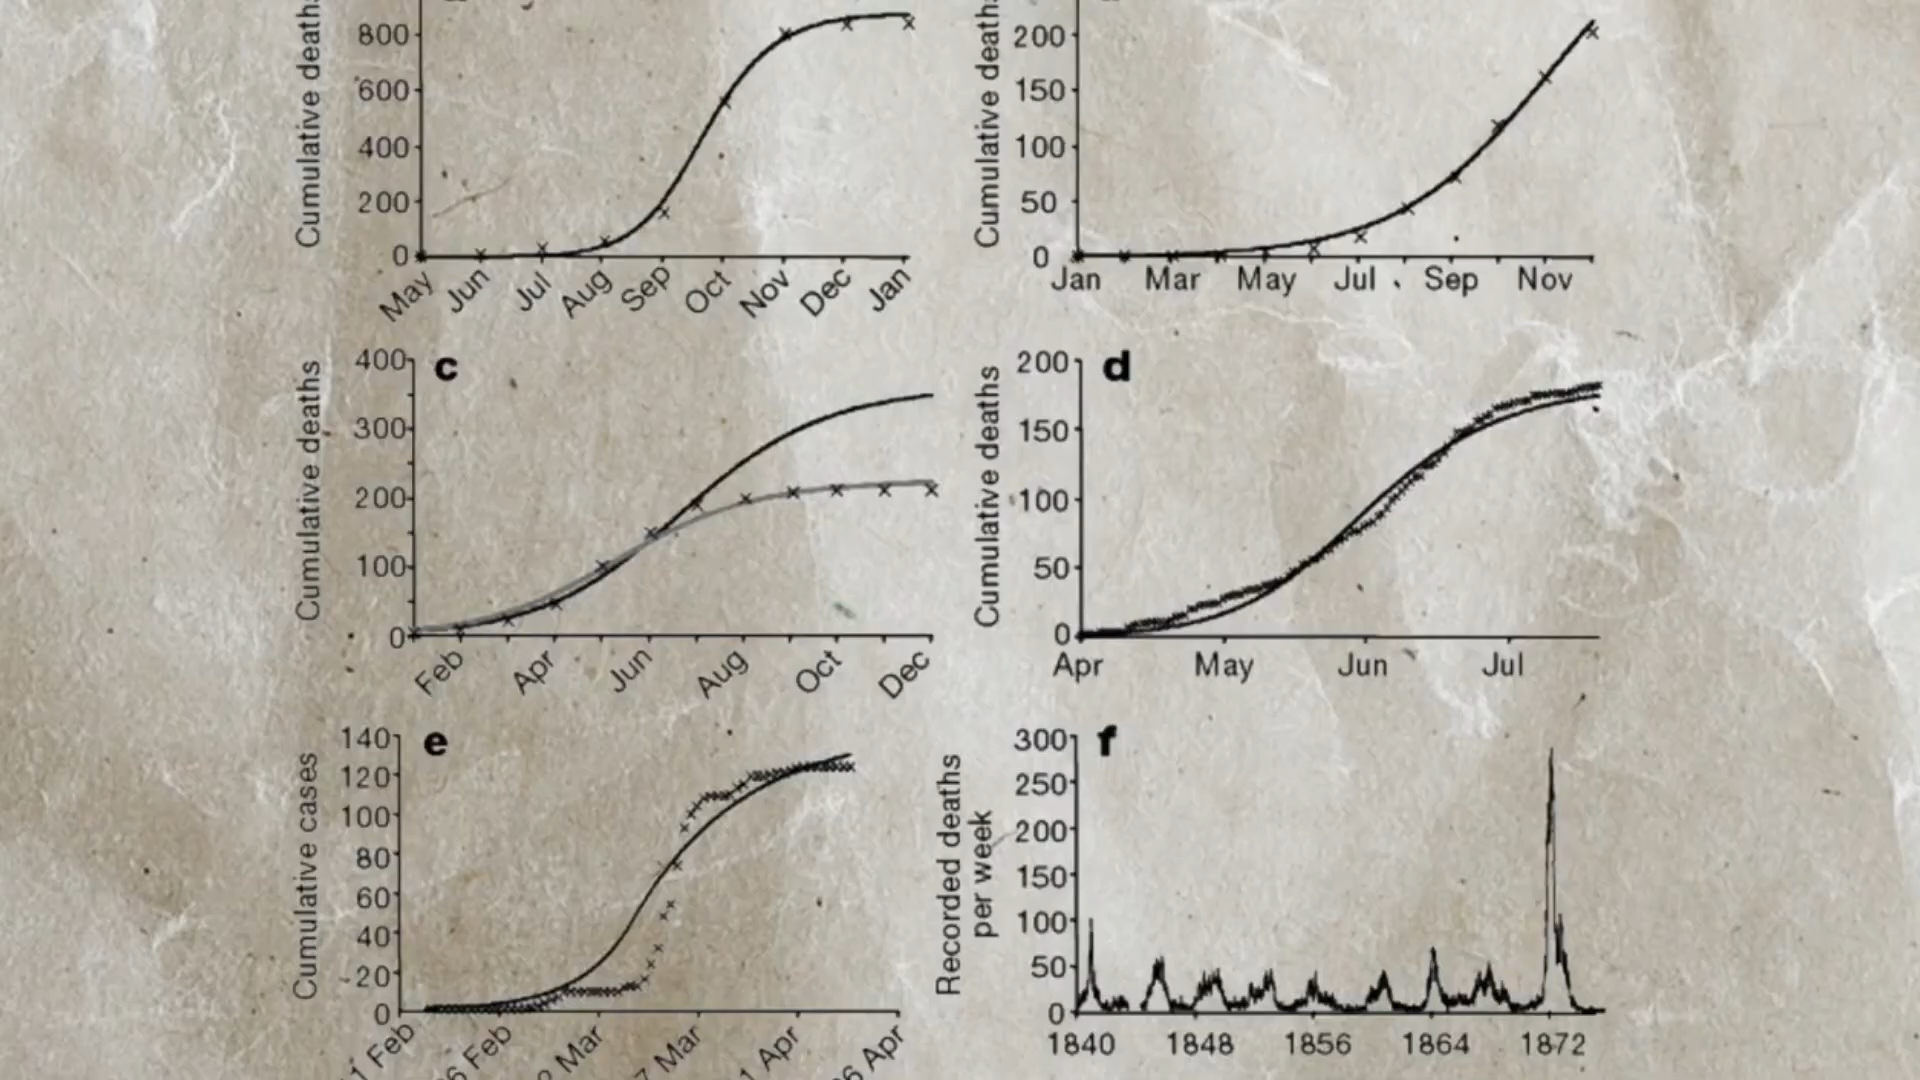 Cumulative deaths
800
600
400
200
0
May
Jun
Jul
Aug
Sep
Oct
Nov
Dec
Jan
Cumulative deaths
200
150
100
50
0
Jan
Mar
May
Jul
Sep
Nov
c
Cumulative deaths
400
300
200
100
0
Feb
Apr
Jun
Aug
Oct
Dec
d
Cumulative deaths
200
150
100
50
0
Apr
May
Jun
Jul
e
Cumulative cases
140
120
100
80
60
40
20
0
Feb
Feb
Mar
Mar
Apr
Apr
f
Recorded deaths
per week
300
250
200
150
100
50
0
1840
1848
1856
1864
1872